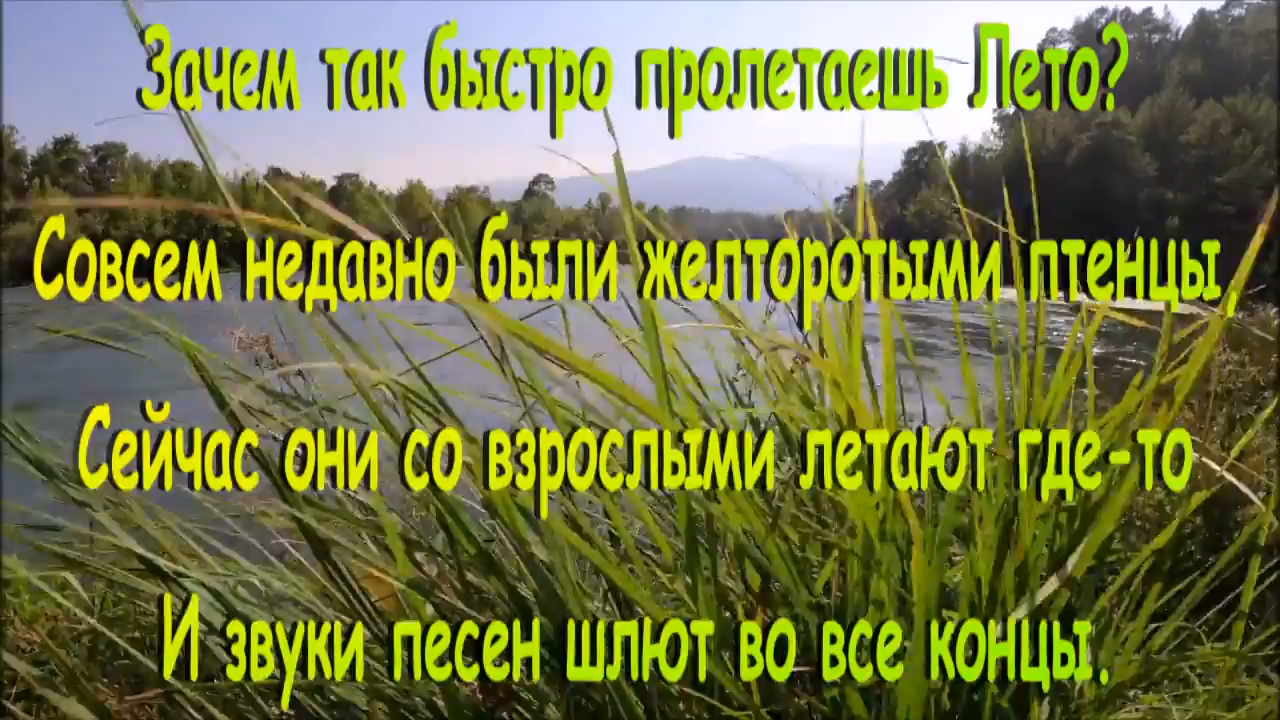 Зачем так быстро пролетаешь Лето?
Совсем недавно были желторотыми птенцы,
Сейчас они со взрослыми летают где-то
И звуки песен шлют во все концы.